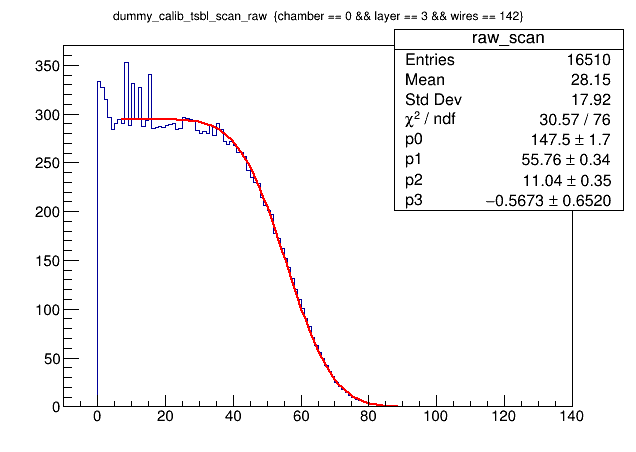 dummy_calib_tsbl_scan_raw {chamber == 0 && layer == 3 && wires == 142}
raw_scan
Entries 16510
Mean 28.15
Std Dev 17.92
χ² / ndf 30.57 / 76
p0 147.5 ± 1.7
p1 55.76 ± 0.34
p2 11.04 ± 0.35
p3 −0.5673 ± 0.6520
350
300
250
200
150
100
50
0
0 20 40 60 80 100 120 140